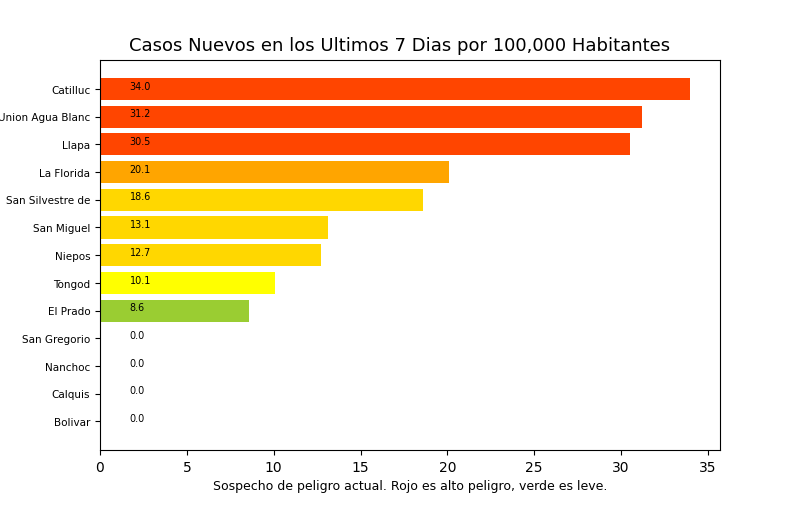 Casos Nuevos en los Ultimos 7 Dias por 100,000 Habitantes
Catilluc 34.0
Union Agua Blanc 31.2
Llapa 30.5
La Florida 20.1
San Silvestre de 18.6
San Miguel 13.1
Niepos 12.7
Tongod 10.1
El Prado 8.6
San Gregorio 0.0
Nanchoc 0.0
Calquis 0.0
Bolivar 0.0
0 5 10 15 20 25 30 35
Sospecho de peligro actual. Rojo es alto peligro, verde es leve.